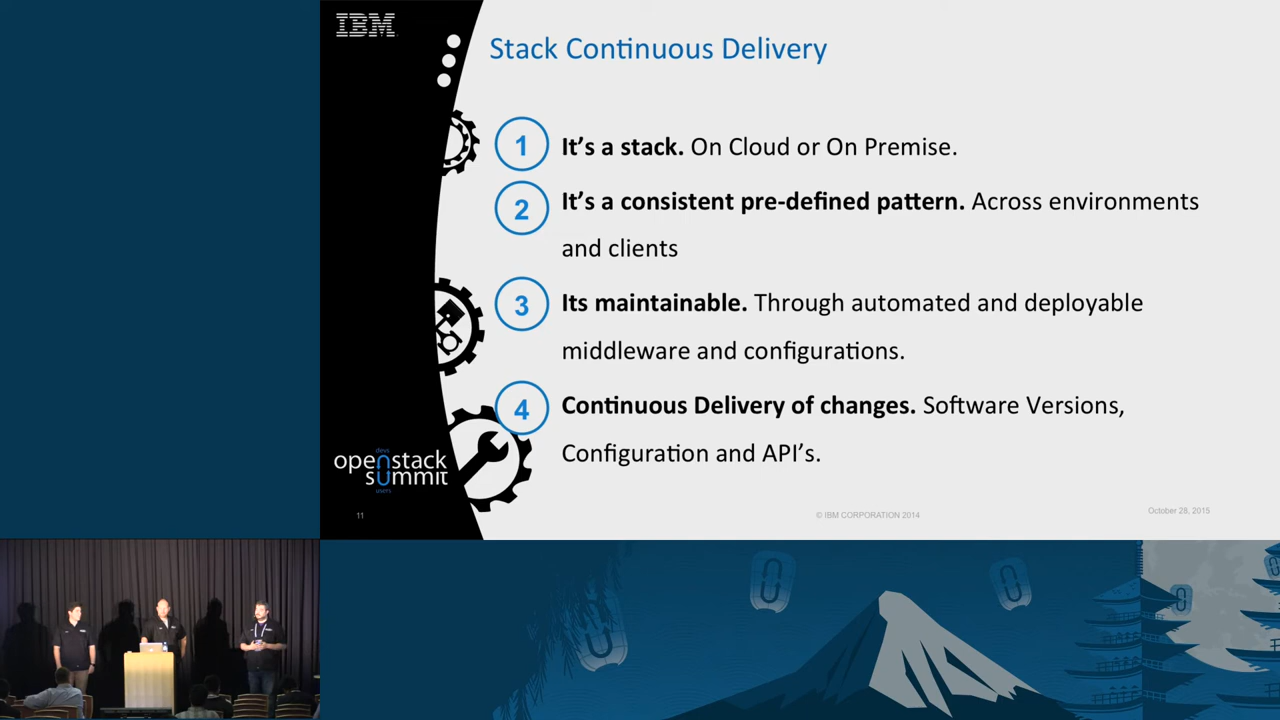 IBM
Stack Continuous Delivery
1 It's a stack. On Cloud or On Premise.
2 It's a consistent pre-defined pattern. Across environments
and clients
3 Its maintainable. Through automated and deployable
middleware and configurations.
4 Continuous Delivery of changes. Software Versions,
Configuration and API's.
devs
openstack
summit
users
11
© IBM CORPORATION 2014
October 28, 2015